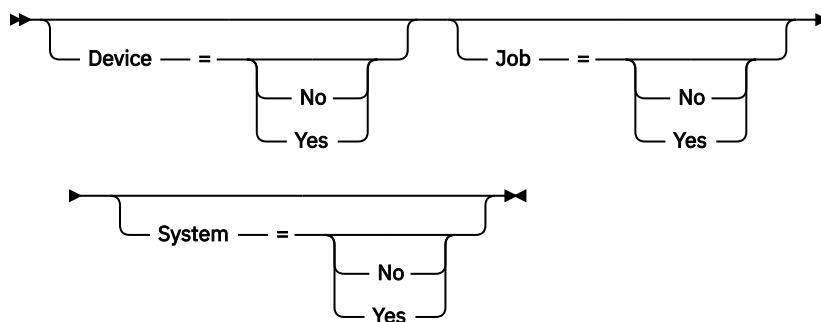 Device = Job =
No No
Yes Yes
System =
No
Yes